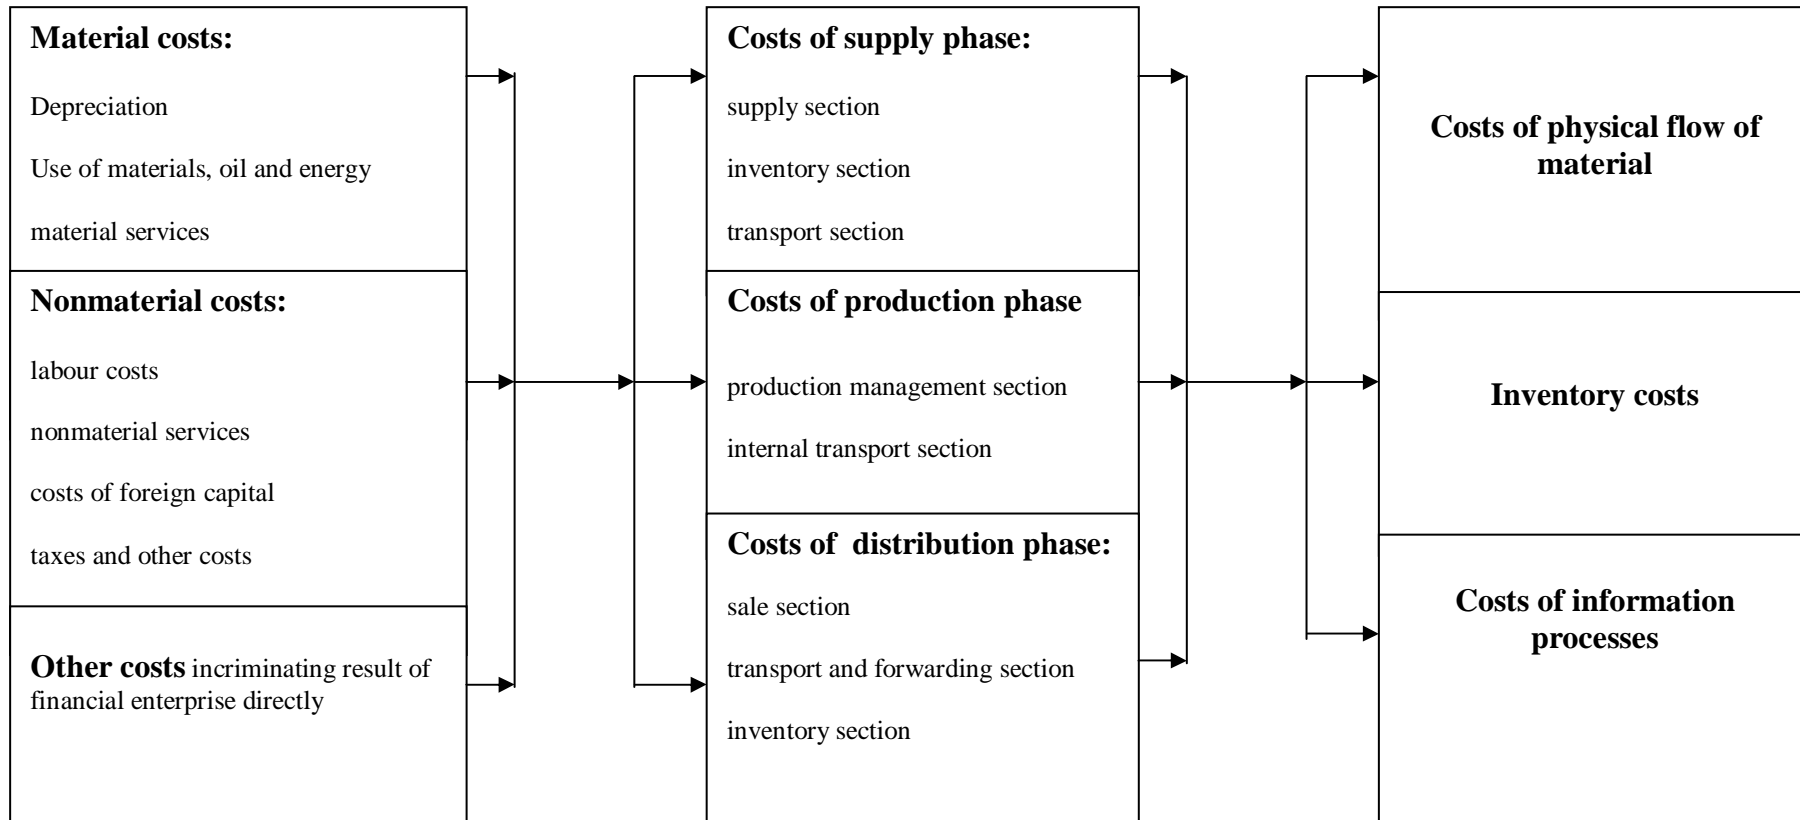 Material costs:
Depreciation
Use of materials, oil and energy
material services
Nonmaterial costs:
labour costs
nonmaterial services
costs of foreign capital
taxes and other costs
Other costs incriminating result of
financial enterprise directly
Costs of supply phase:
supply section
inventory section
transport section
Costs of production phase
production management section
internal transport section
Costs of  distribution phase:
sale section
transport and forwarding section
inventory section
Costs of physical flow of
material
Inventory costs
Costs of information
processes